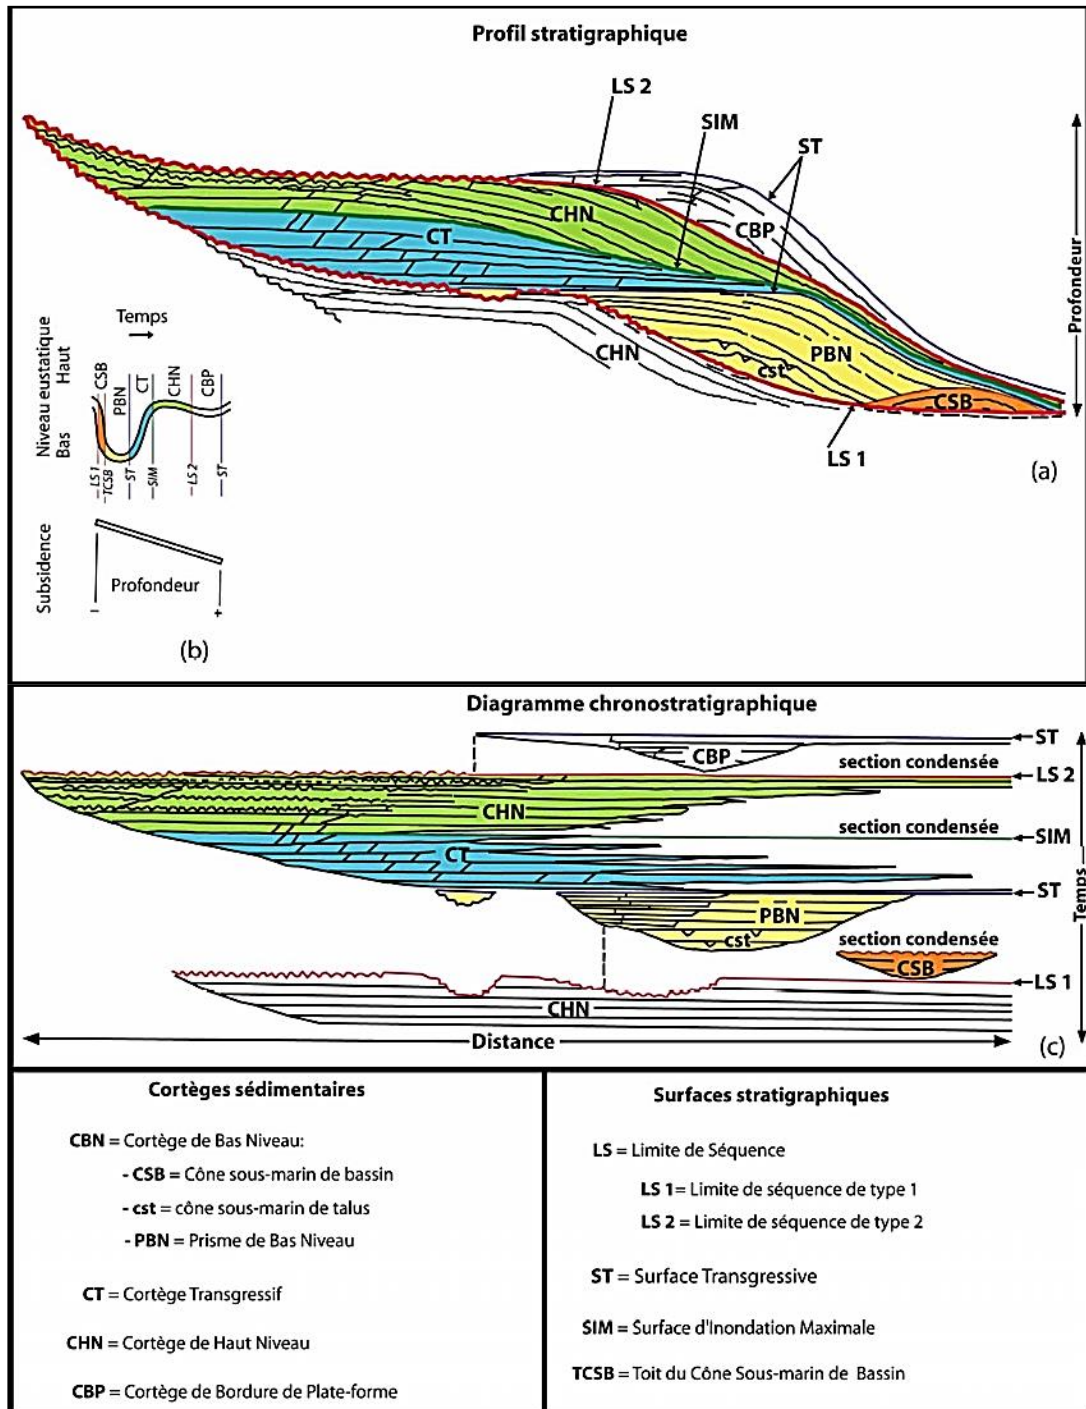 Profil stratigraphique
LS 2
SIM
ST
CHN
CBP
CT
Profondeur
PBN
CHN
cst
CSB
LS 1
(a)
Temps
Niveau eustatique
Bas Haut
CSB
PBN
CT
CHN
CBP
LS 1
TCSB
ST
SIM
LS 2
ST
Subsidence
Profondeur
- +
(b)
Diagramme chronostratigraphique
ST
CBP
section condensée
LS 2
CHN
section condensée
SIM
CT
ST
Temps
PBN
cst
section condensée
CSB
LS 1
CHN
Distance
(c)
Cortèges sédimentaires
CBN = Cortège de Bas Niveau:
- CSB = Cône sous-marin de bassin
- cst = cône sous-marin de talus
- PBN = Prisme de Bas Niveau
CT = Cortège Transgressif
CHN = Cortège de Haut Niveau
CBP = Cortège de Bordure de Plate-forme
Surfaces stratigraphiques
LS = Limite de Séquence
LS 1= Limite de séquence de type 1
LS 2 = Limite de séquence de type 2
ST = Surface Transgressive
SIM = Surface d'Inondation Maximale
TCSB = Toit du Cône Sous-marin de Bassin